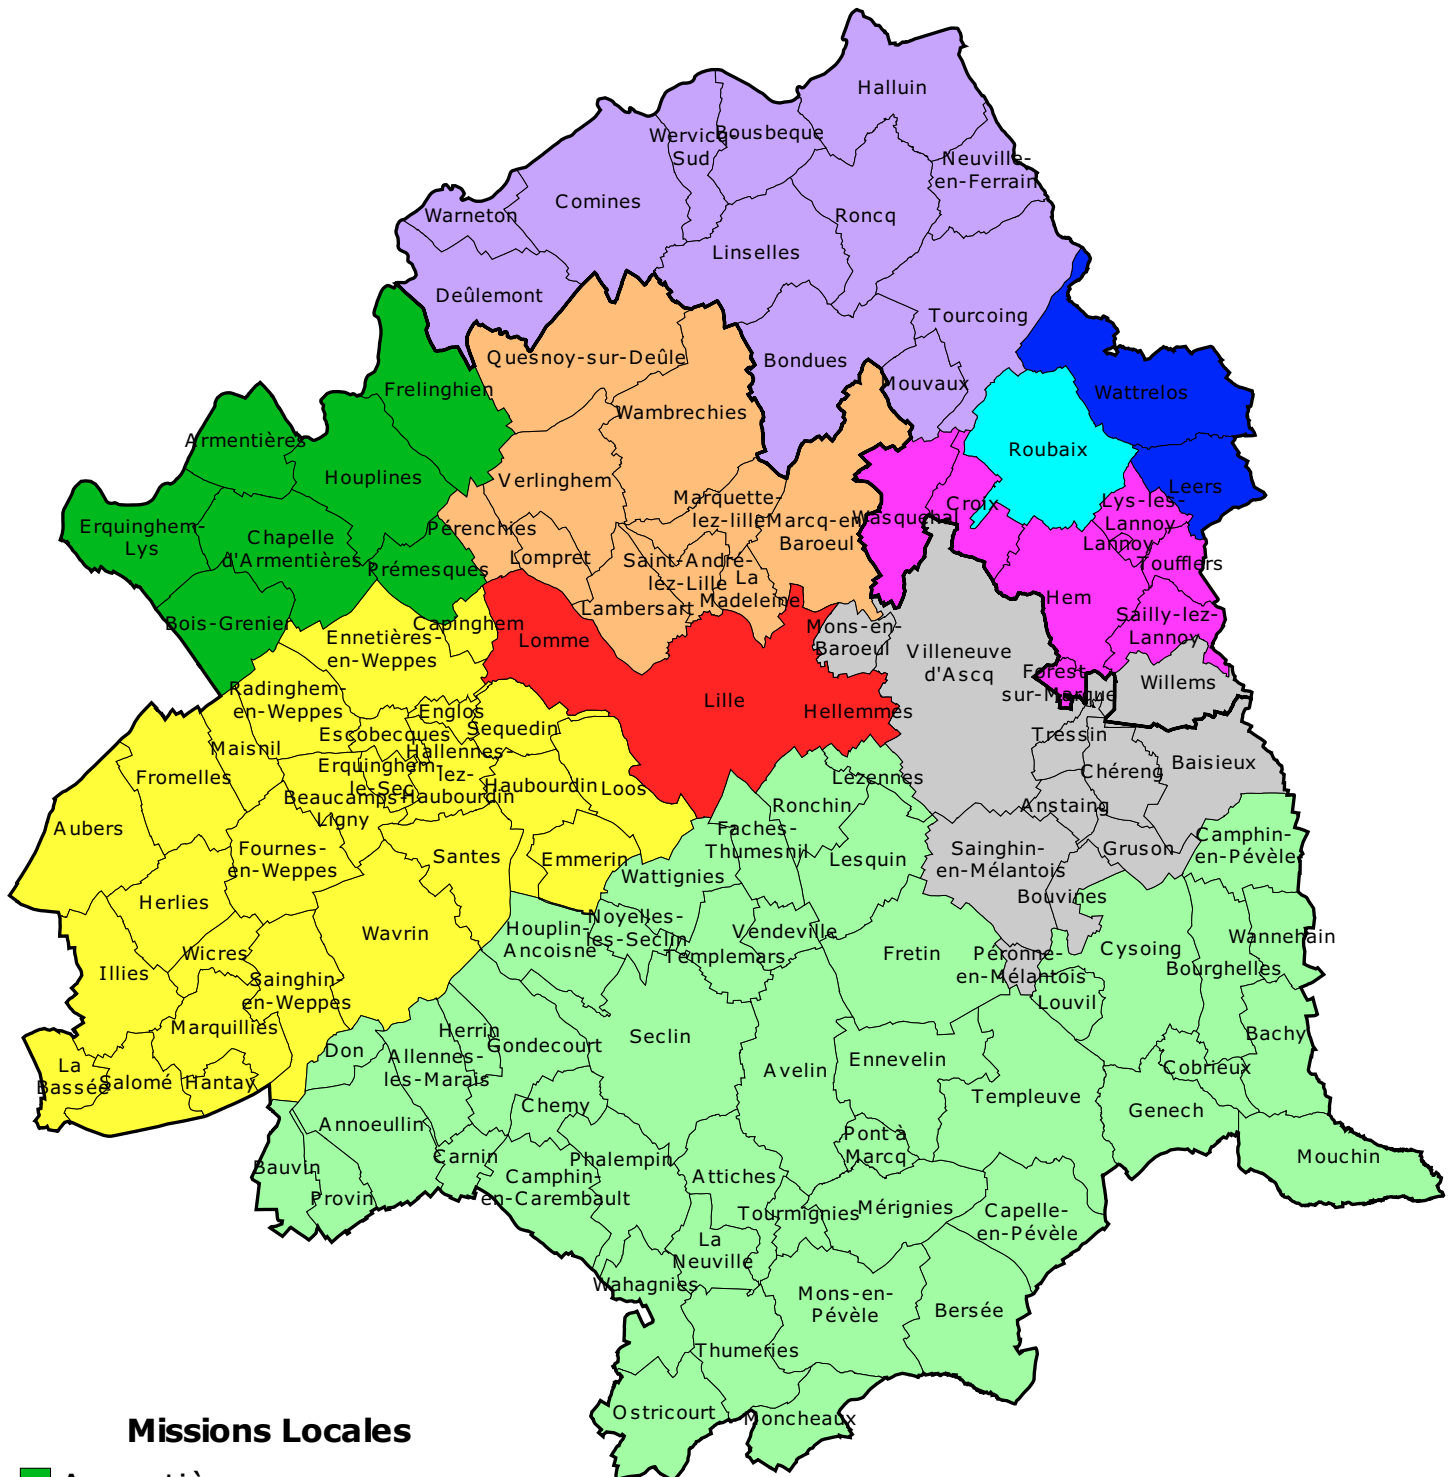 Halluin
Wervicq-
Sud
Bousbeque
Neuville-
en-Ferrain
Comines
Warneton
Roncq
Linselles
Deûlemont
Tourcoing
Quesnoy-sur-Deûle
Bondues
Mouvaux
Wattrelos
Frelinghien
Wambrechies
Armentières
Roubaix
Houplines
Verlinghem
Leers
Marquette-
lez-lille
Marcq-en-
Baroeul
Wasquehal
Croix
Lys-les-
Lannoy
Lannoy
Toufflers
Erquinghem-
Lys
Chapelle
d'Armentières
Pérenchies
Lompret
Prémesques
Saint-André-
lez-Lille
La
Madeleine
Lambersart
Hem
Sailly-lez-
Lannoy
Bois-Grenier
Capinghem
Ennetières-
en-Weppes
Lomme
Mons-en-
Baroeul
Villeneuve
d'Ascq
Forest-
sur-Marque
Willems
Radinghem-
en-Weppes
Englos
Lille
Hellemmes
Escobecques
Sequedin
Tressin
Maisnil
Hallennes-
lez-
Haubourdin
Erquinghem-
le-Sec
Fromelles
Haubourdin
Loos
Lezennes
Chéreng
Baisieux
Beaucamps-
Ligny
Ronchin
Anstaing
Aubers
Faches-
Thumesnil
Camphin-
en-Pévèle
Fournes-
en-Weppes
Santes
Emmerin
Lesquin
Sainghin-
en-Mélantois
Gruson
Wattignies
Bouvines
Herlies
Houplin-
Ancoisne
Noyelles-
les-Seclin
Vendeville
Wavrin
Wannehain
Wicres
Templemars
Fretin
Péronne-
en-Mélantois
Cysoing
Bourghelles
Illies
Sainghin-
en-Weppes
Louvil
Marquillies
Herrin
Gondecourt
Seclin
Bachy
Don
Allennes-
les-Marais
Ennevelin
Avelin
Cobrieux
La
Bassée
Salomé
Hantay
Chemy
Templeuve
Genech
Annoeullin
Pont à
Marcq
Bauvin
Carnin
Phalempin
Mouchin
Provin
Camphin-
en-Carembault
Attiches
Tourmignies
Mérignies
Capelle-
en-Pévèle
La
Neuville
Wahagnies
Mons-en-
Pévèle
Bersée
Thumeries
Ostricourt
Moncheaux
Missions Locales